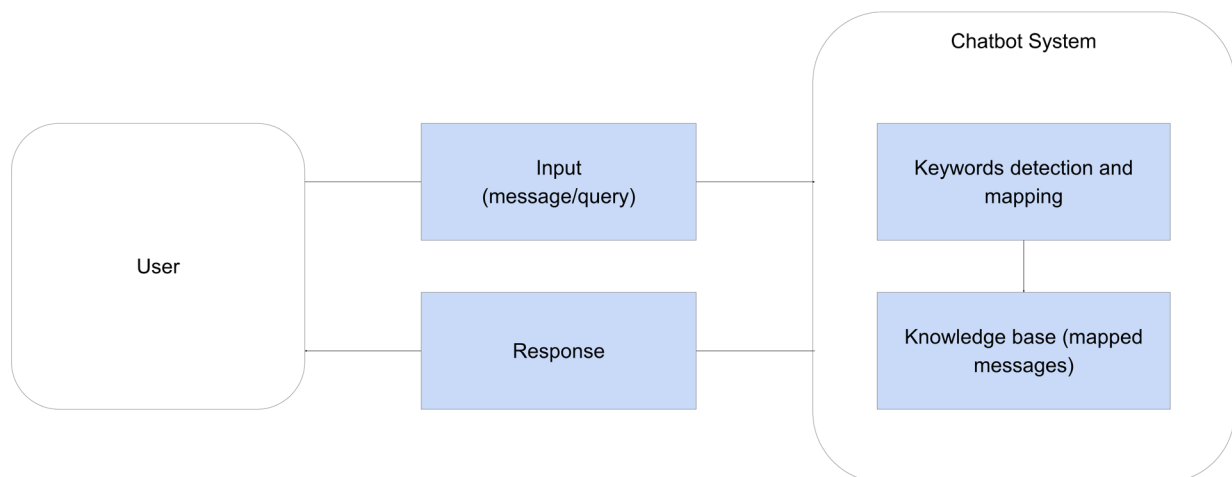 Chatbot System
Input
(message/query)
Keywords detection and
mapping
User
Response
Knowledge base (mapped
messages)